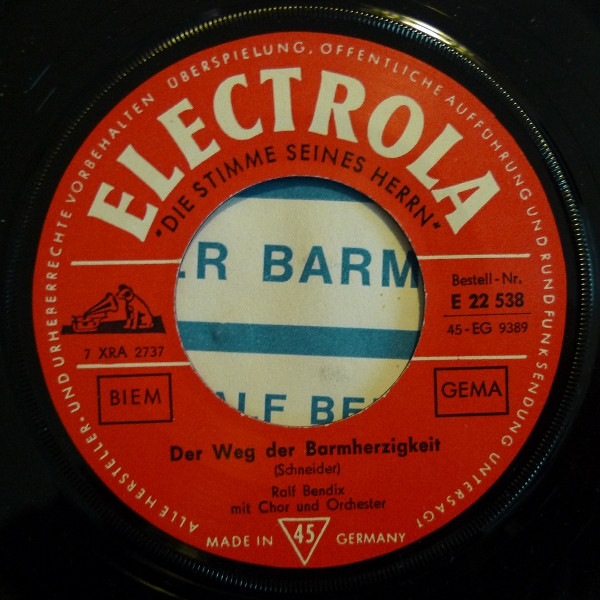 ALLE HERSTELLER-UND URHEBERRECHTE VORBEHALTEN ÜBERSPIELUNG, ÖFFENTLICHE AUFFÜHRUNG UND RUNDFUNKSENDUNG UNTERSAGT
ELECTROLA
"DIE STIMME SEINES HERRN"
R BARM
ALF BE
7 XRA 2737
Bestell-Nr.
E 22 538
45-EG 9389
BIEM
GEMA
Der Weg der Barmherzigkeit
(Schneider)
Ralf Bendix
mit Chor und Orchester
MADE IN 45 GERMANY